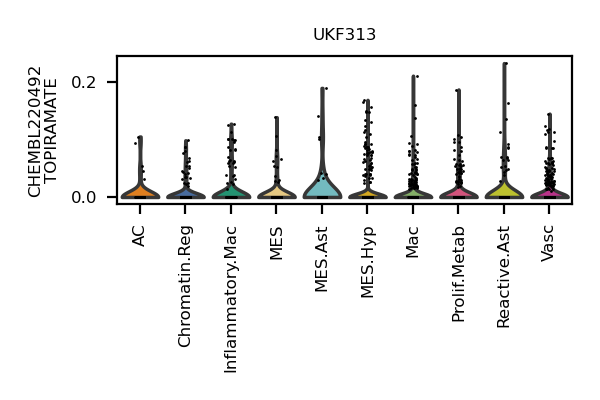 UKF313
CHEMBL220492
TOPIRAMATE
0.2
0.0
AC
Chromatin.Reg
Inflammatory.Mac
MES
MES.Ast
MES.Hyp
Mac
Prolif.Metab
Reactive.Ast
Vasc